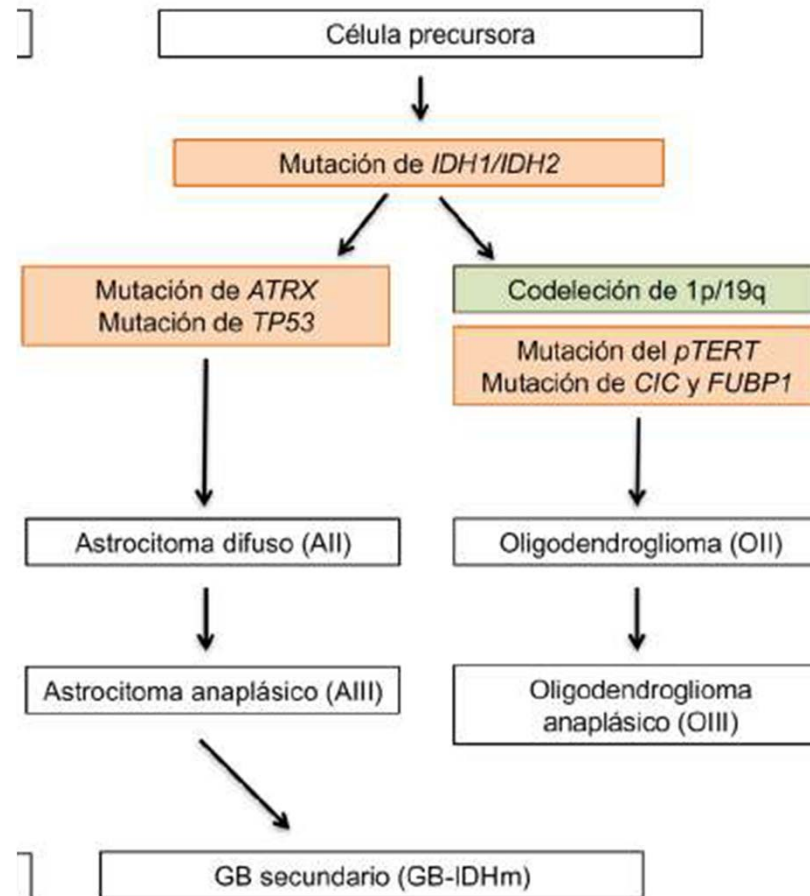 Célula precursora
Mutación de IDH1/IDH2
Mutación de ATRX
Mutación de TP53
Codeleción de 1p/19q
Mutación del pTERT
Mutación de CIC y FUBP1
Astrocitoma difuso (AII)
Oligodendroglioma (OII)
Astrocitoma anaplásico (AIII)
Oligodendroglioma
anaplásico (OIII)
GB secundario (GB-IDHm)